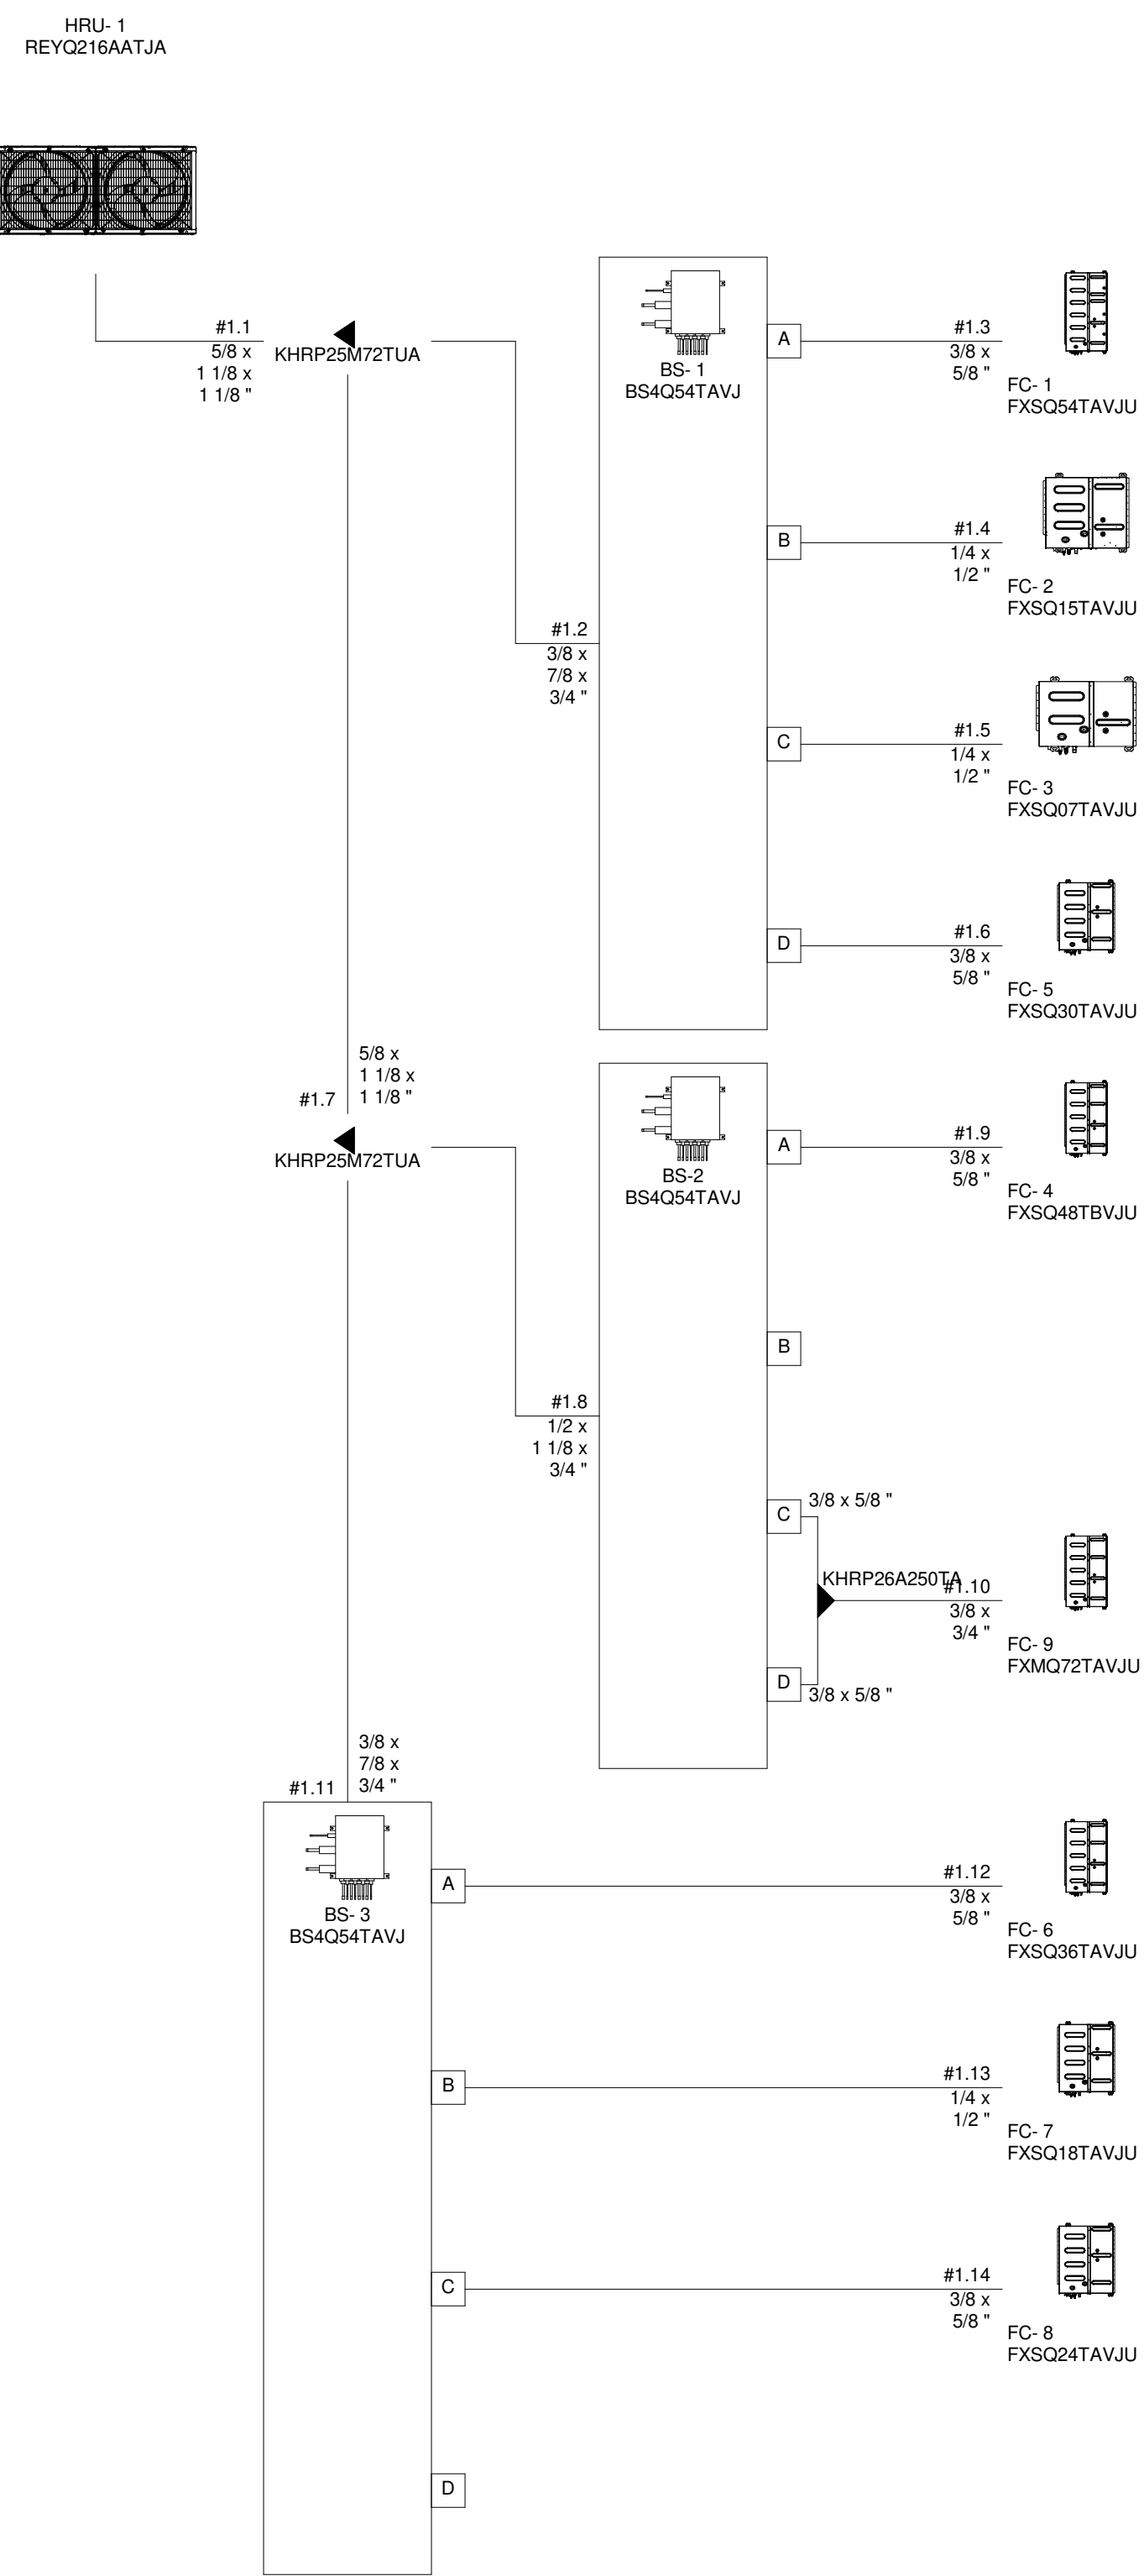 HRU- 1
REYQ216AATJA
#1.1
5/8 x
1 1/8 x
1 1/8 "
KHRP25M72TUA
#1.2
3/8 x
7/8 x
3/4 "
BS- 1
BS4Q54TAVJ
A
#1.3
3/8 x
5/8 "
FC- 1
FXSQ54TAVJU
B
#1.4
1/4 x
1/2 "
FC- 2
FXSQ15TAVJU
C
#1.5
1/4 x
1/2 "
FC- 3
FXSQ07TAVJU
D
#1.6
3/8 x
5/8 "
FC- 5
FXSQ30TAVJU
#1.7
5/8 x
1 1/8 x
1 1/8 "
KHRP25M72TUA
#1.8
1/2 x
1 1/8 x
3/4 "
BS-2
BS4Q54TAVJ
A
#1.9
3/8 x
5/8 "
FC- 4
FXSQ48TBVJU
B
C
3/8 x 5/8 "
KHRP26A250TA
#1.10
3/8 x
3/4 "
FC- 9
FXMQ72TAVJU
D
3/8 x 5/8 "
#1.11
3/8 x
7/8 x
3/4 "
BS- 3
BS4Q54TAVJ
A
#1.12
3/8 x
5/8 "
FC- 6
FXSQ36TAVJU
B
#1.13
1/4 x
1/2 "
FC- 7
FXSQ18TAVJU
C
#1.14
3/8 x
5/8 "
FC- 8
FXSQ24TAVJU
D